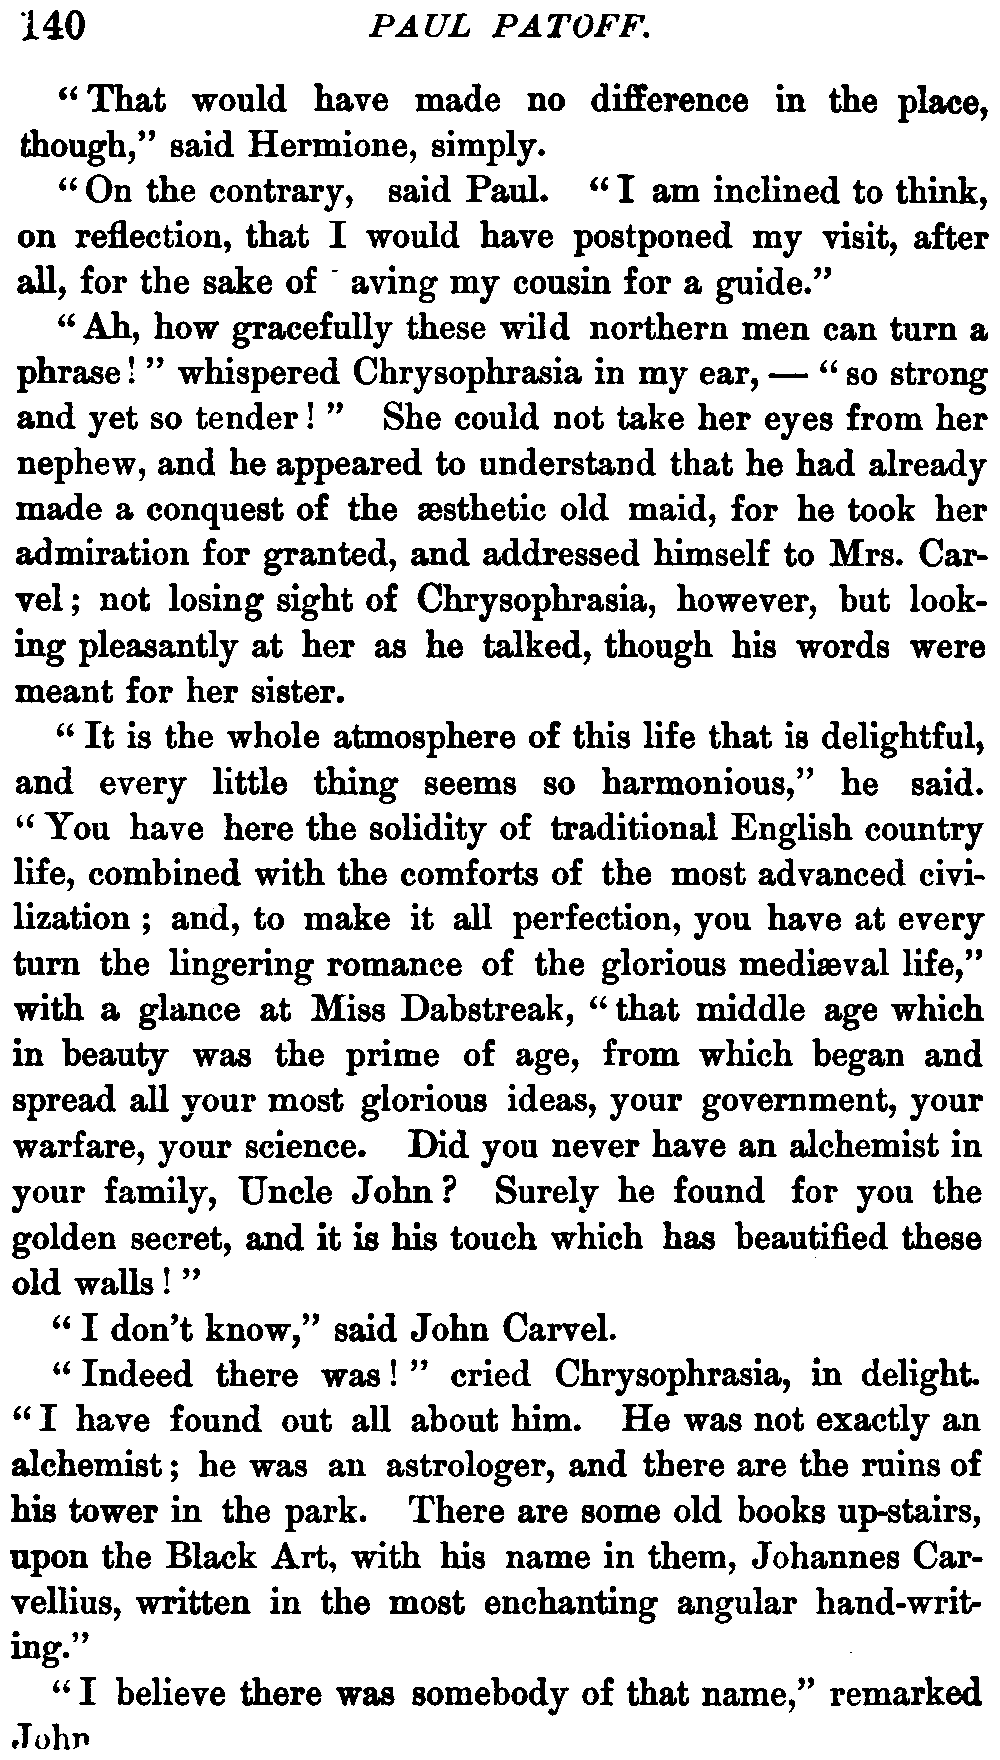 140 PAUL PATOFF.
“ That would have made no difference in the place,
though,” said Hermione, simply.
“ On the contrary, said Paul. “ I am inclined to think,
on reflection, that I would have postponed my visit, after
all, for the sake of aving my cousin for a guide.”
“ Ah, how gracefully these wild northern men can turn a
phrase! ” whispered Chrysophrasia in my ear, — “ so strong
and yet so tender! ” She could not take her eyes from her
nephew, and he appeared to understand that he had already
made a conquest of the æsthetic old maid, for he took her
admiration for granted, and addressed himself to Mrs. Car-
vel; not losing sight of Chrysophrasia, however, but look-
ing pleasantly at her as he talked, though his words were
meant for her sister.
“ It is the whole atmosphere of this life that is delightful,
and every little thing seems so harmonious,” he said.
“ You have here the solidity of traditional English country
life, combined with the comforts of the most advanced civi-
lization ; and, to make it all perfection, you have at every
turn the lingering romance of the glorious mediæval life,”
with a glance at Miss Dabstreak, “ that middle age which
in beauty was the prime of age, from which began and
spread all your most glorious ideas, your government, your
warfare, your science. Did you never have an alchemist in
your family, Uncle John ? Surely he found for you the
golden secret, and it is his touch which has beautified these
old walls ! ”
“ I don’t know,” said John Carvel.
“ Indeed there was! ” cried Chrysophrasia, in delight.
“ I have found out all about him. He was not exactly an
alchemist ; he was an astrologer, and there are the ruins of
his tower in the park. There are some old books up-stairs,
upon the Black Art, with his name in them, Johannes Car-
vellius, written in the most enchanting angular hand-writ-
ing.”
“ I believe there was somebody of that name,” remarked
John